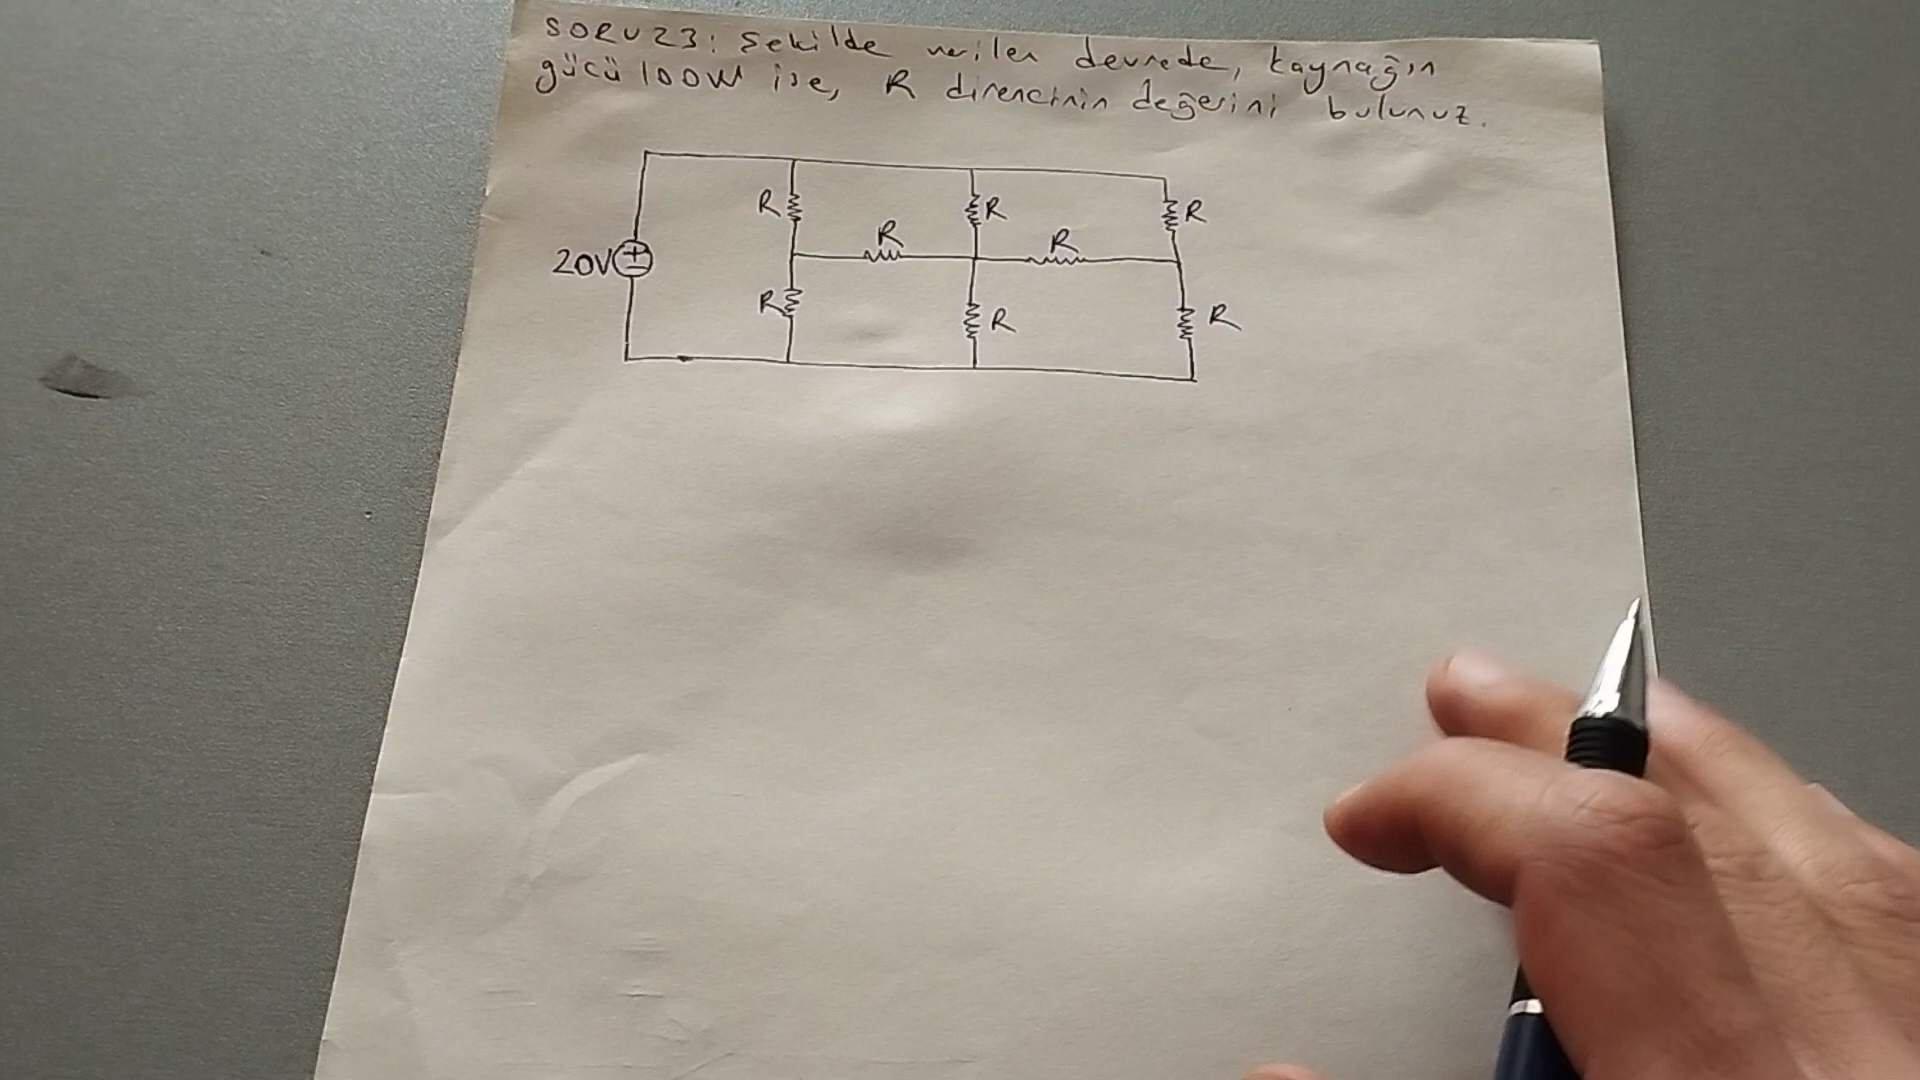 SORU23: Şekilde verilen devrede, kaynağın
gücü 100W ise, R direncinin değerini bulunuz.
R
R
R
R
R
20V
R
R
R